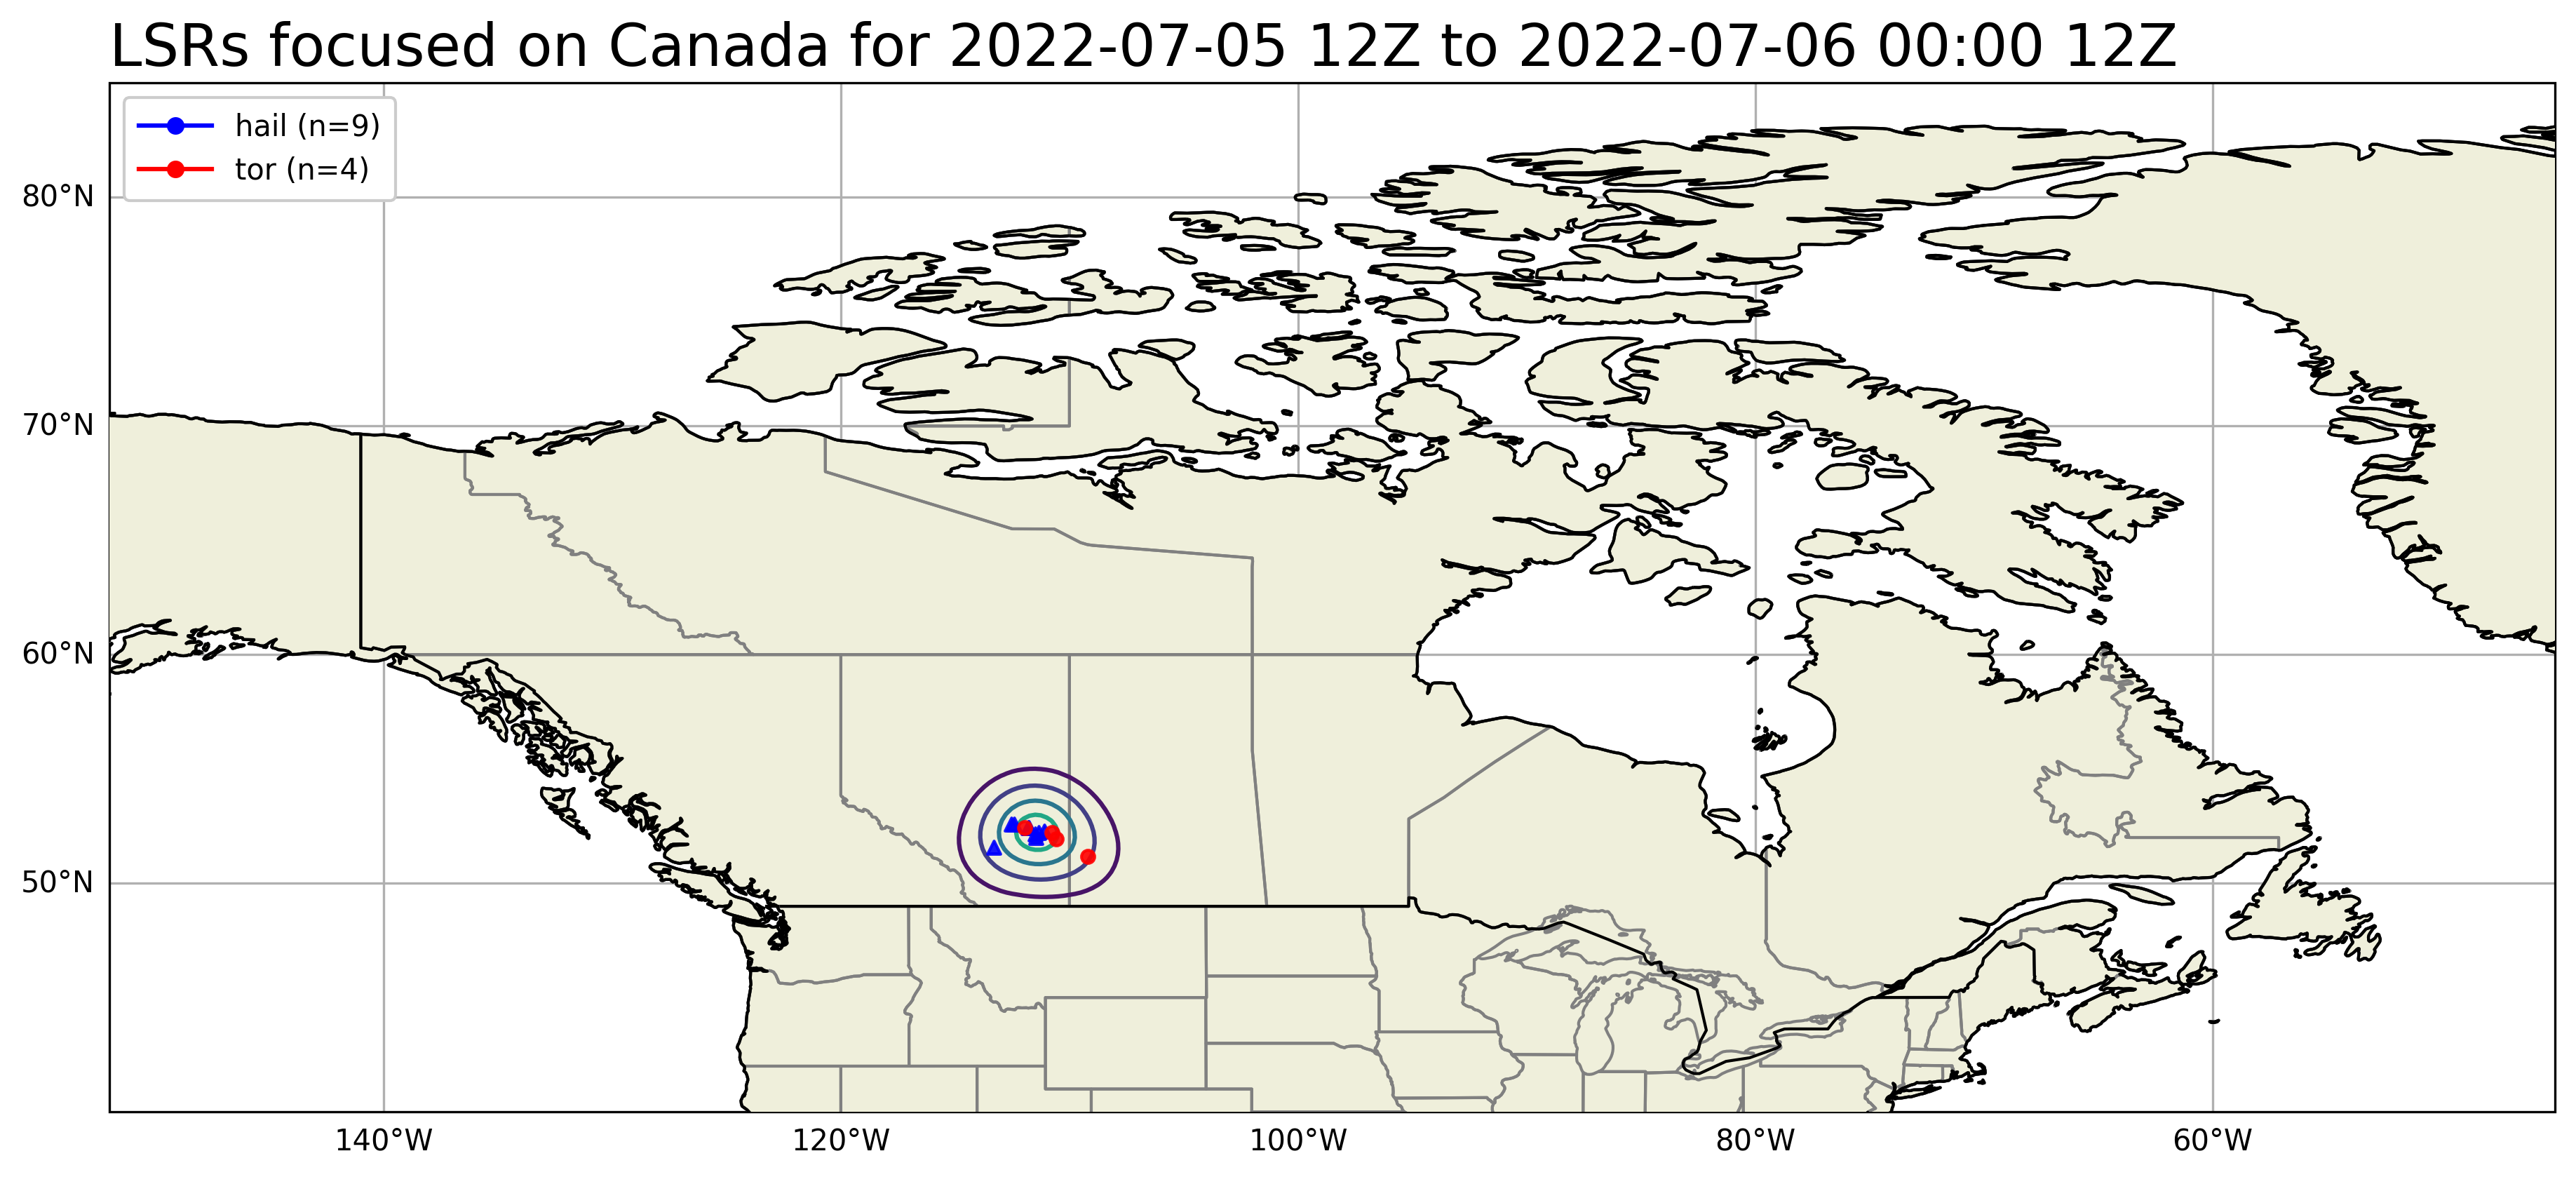 LSRs focused on Canada for 2022-07-05 12Z to 2022-07-06 00:00 12Z
hail (n=9)
tor (n=4)
80°N
70°N
60°N
50°N
140°W
120°W
100°W
80°W
60°W